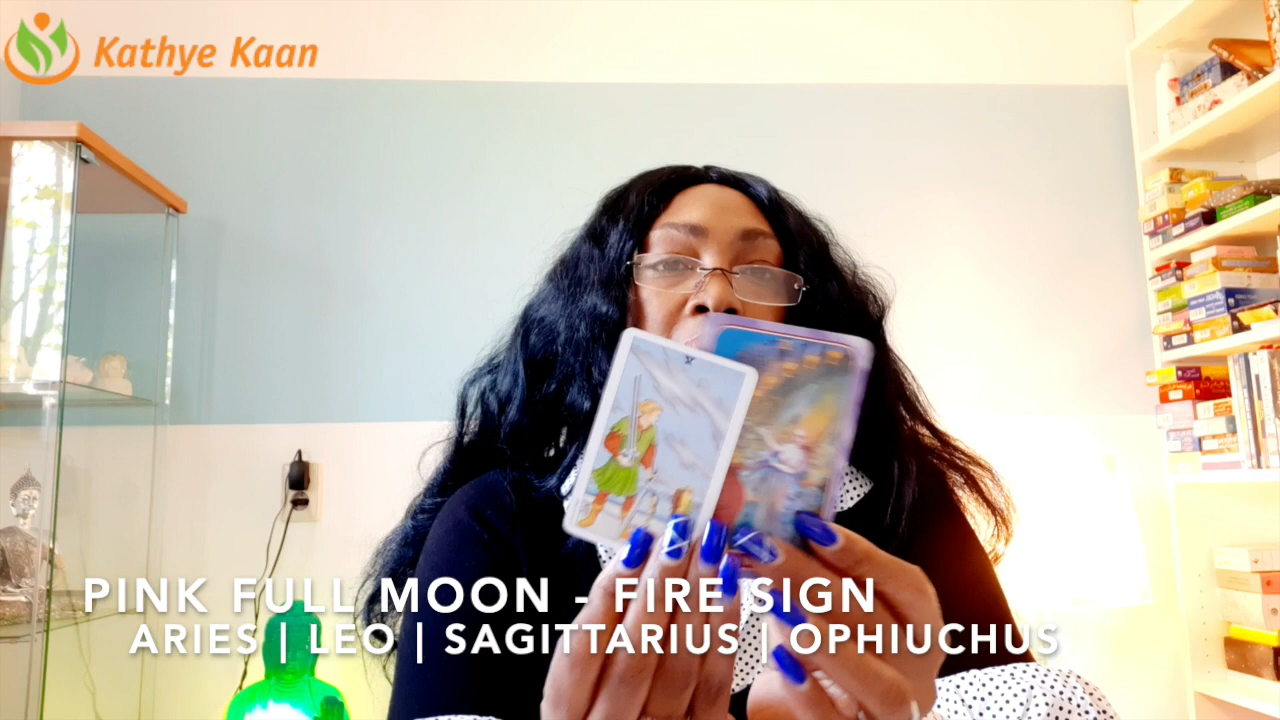 Kathye Kaan
PINK FULL MOON - FIRE SIGN
ARIES | LEO | SAGITTARIUS | OPHIUCHUS